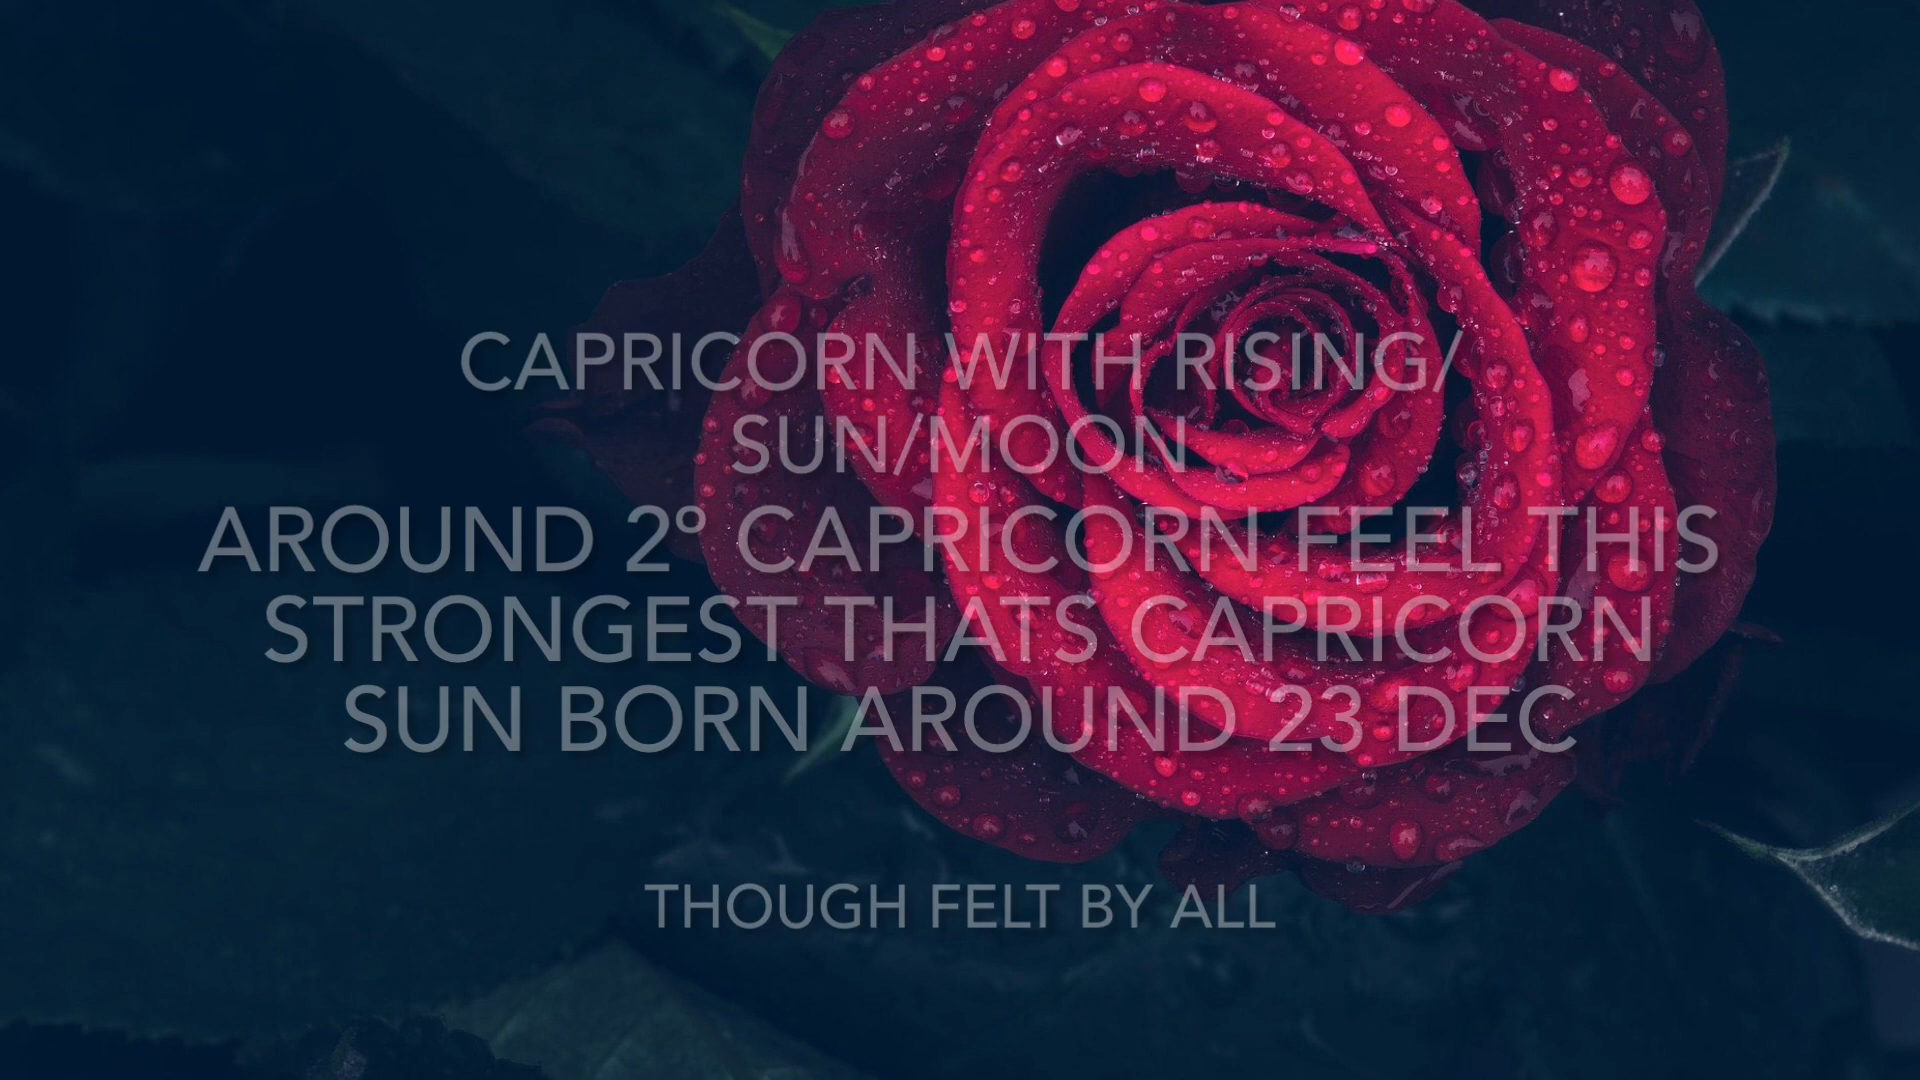 CAPRICORN WITH RISING/
SUN/MOON
AROUND 2º CAPRICORN FEEL THIS
STRONGEST THATS CAPRICORN
SUN BORN AROUND 23 DEC
THOUGH FELT BY ALL